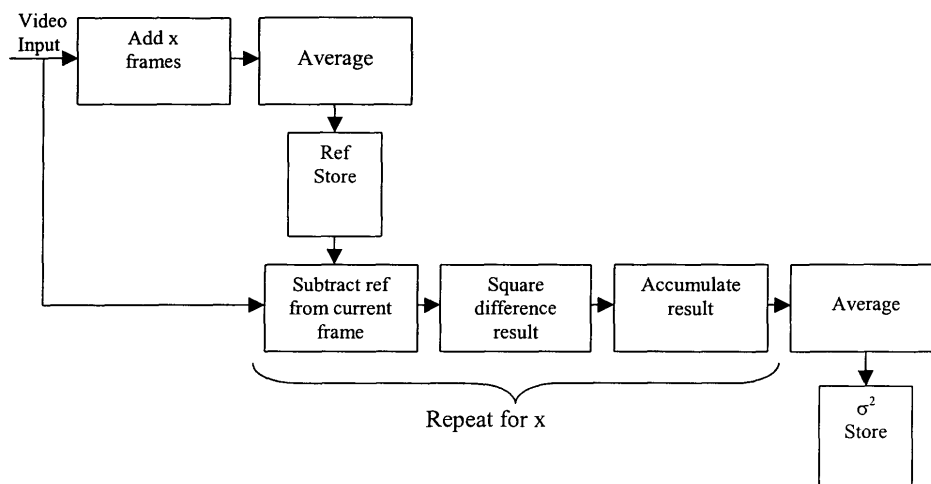 Video
Input
Add x
frames
Average
Ref
Store
Subtract ref
from current
frame
Square
difference
result
Accumulate
result
Average
Repeat for x
σ²
Store